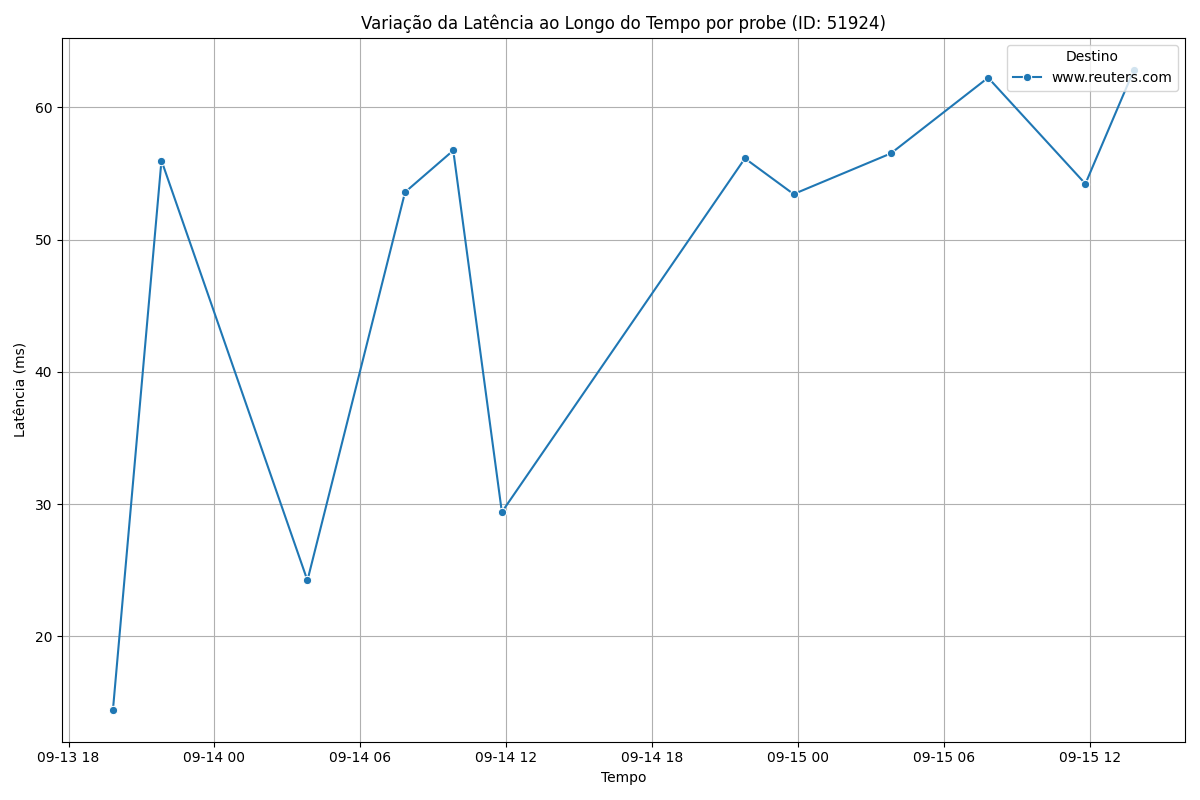 Variação da Latência ao Longo do Tempo por probe (ID: 51924)
Destino
www.reuters.com
60
50
40
30
20
Latência (ms)
09-13 18
09-14 00
09-14 06
09-14 12
09-14 18
09-15 00
09-15 06
09-15 12
Tempo